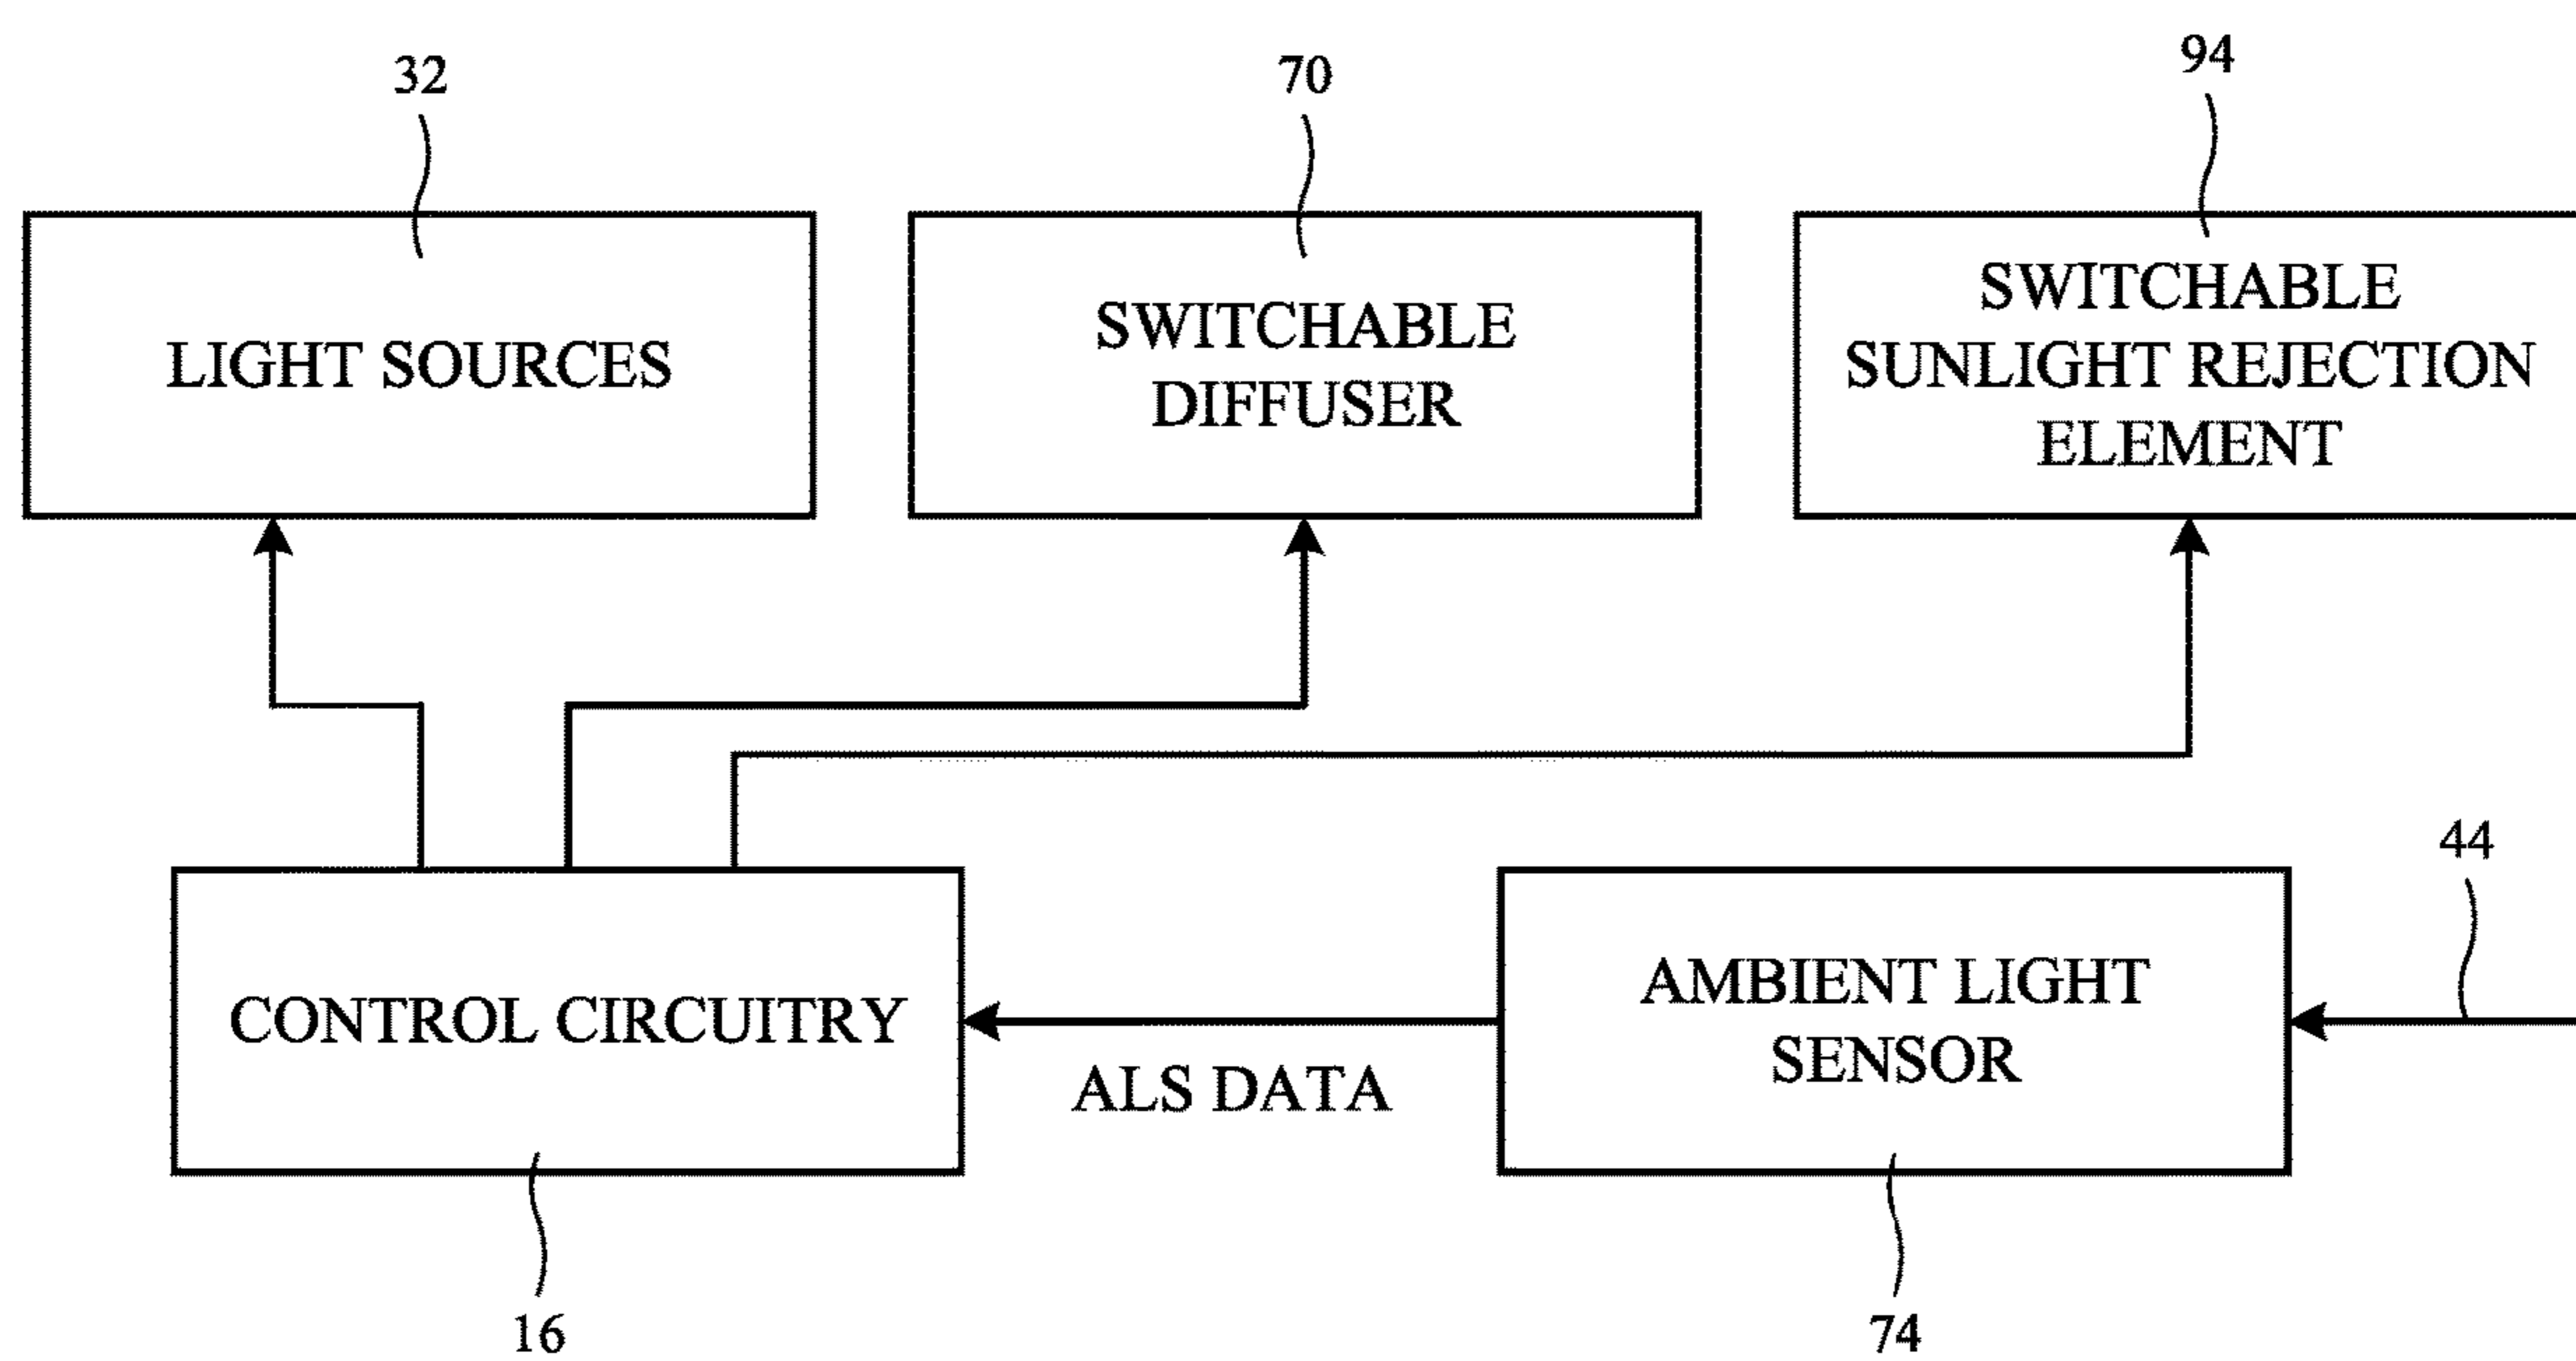 32
70
94
LIGHT SOURCES
SWITCHABLE
DIFFUSER
SWITCHABLE
SUNLIGHT REJECTION
ELEMENT
44
CONTROL CIRCUITRY
ALS DATA
AMBIENT LIGHT
SENSOR
16
74